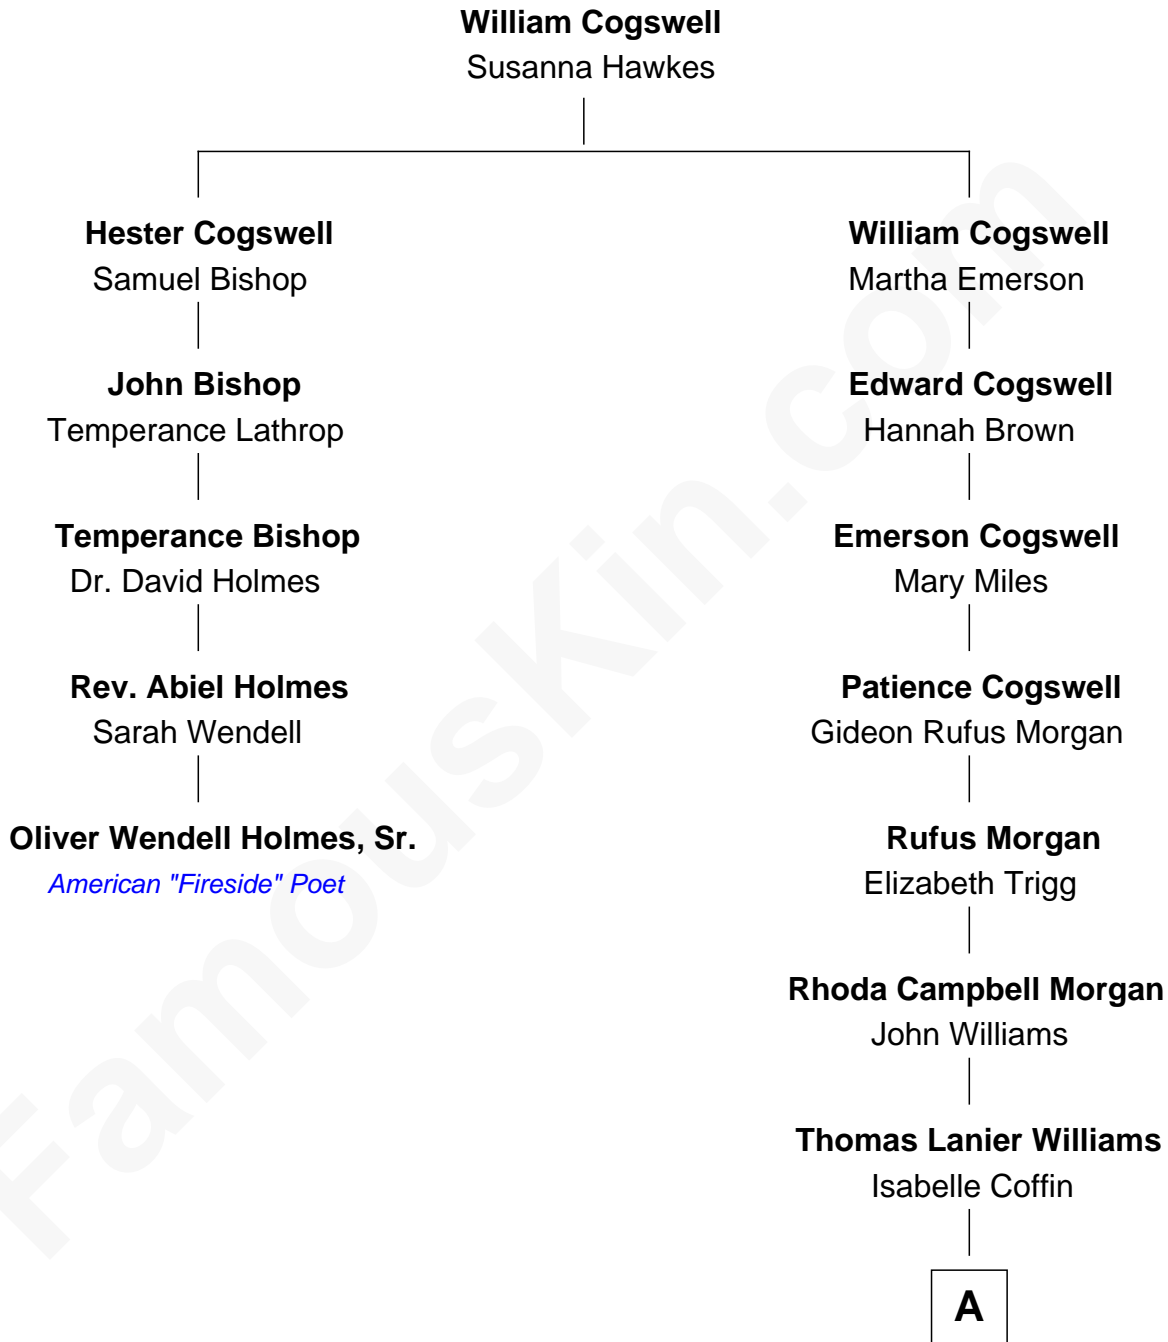 William Cogswell
Susanna Hawkes
Hester Cogswell
Samuel Bishop
John Bishop
Temperance Lathrop
Temperance Bishop
Dr. David Holmes
Rev. Abiel Holmes
Sarah Wendell
Oliver Wendell Holmes, Sr.
American "Fireside" Poet
William Cogswell
Martha Emerson
Edward Cogswell
Hannah Brown
Emerson Cogswell
Mary Miles
Patience Cogswell
Gideon Rufus Morgan
Rufus Morgan
Elizabeth Trigg
Rhoda Campbell Morgan
John Williams
Thomas Lanier Williams
Isabelle Coffin
A
FamousKin.com